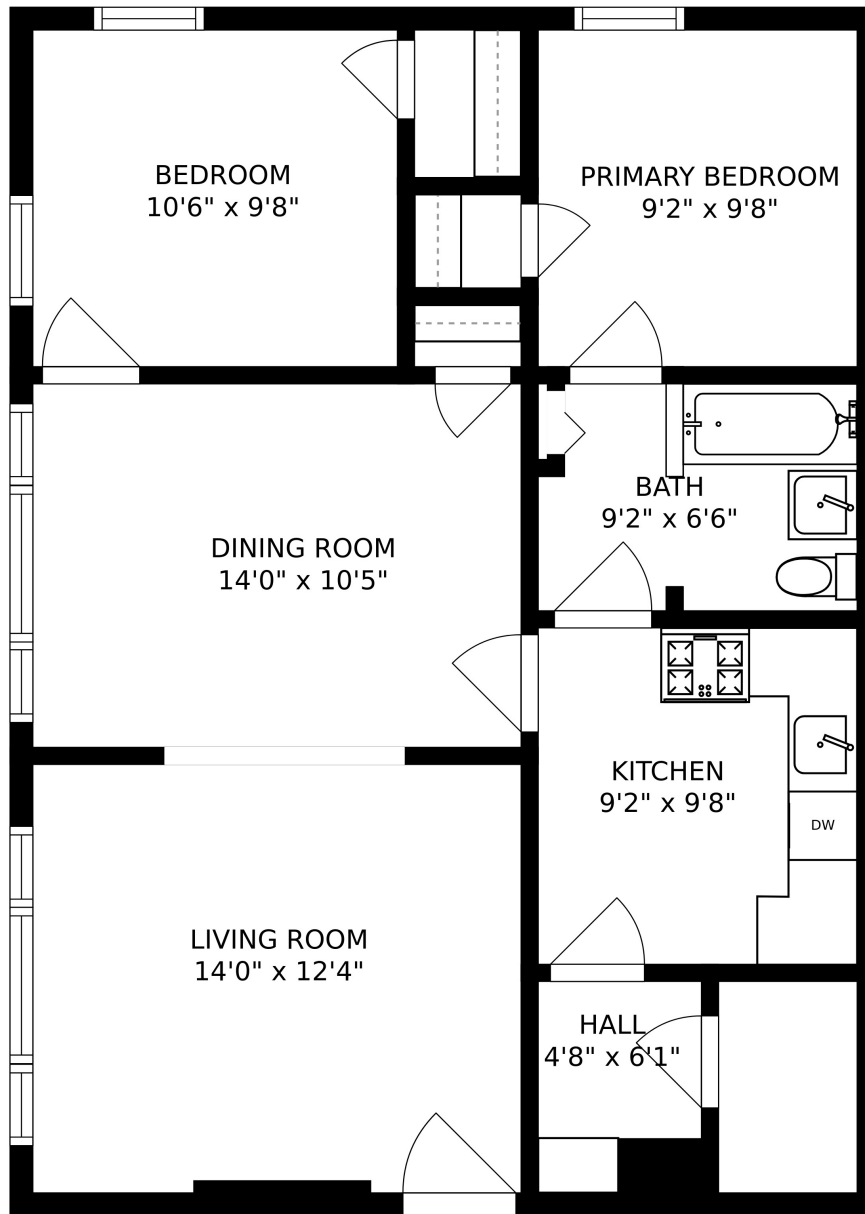 BEDROOM
10'6" x 9'8"
PRIMARY BEDROOM
9'2" x 9'8"
DINING ROOM
14'0" x 10'5"
BATH
9'2" x 6'6"
KITCHEN
9'2" x 9'8"
DW
LIVING ROOM
14'0" x 12'4"
HALL
4'8" x 6'1"